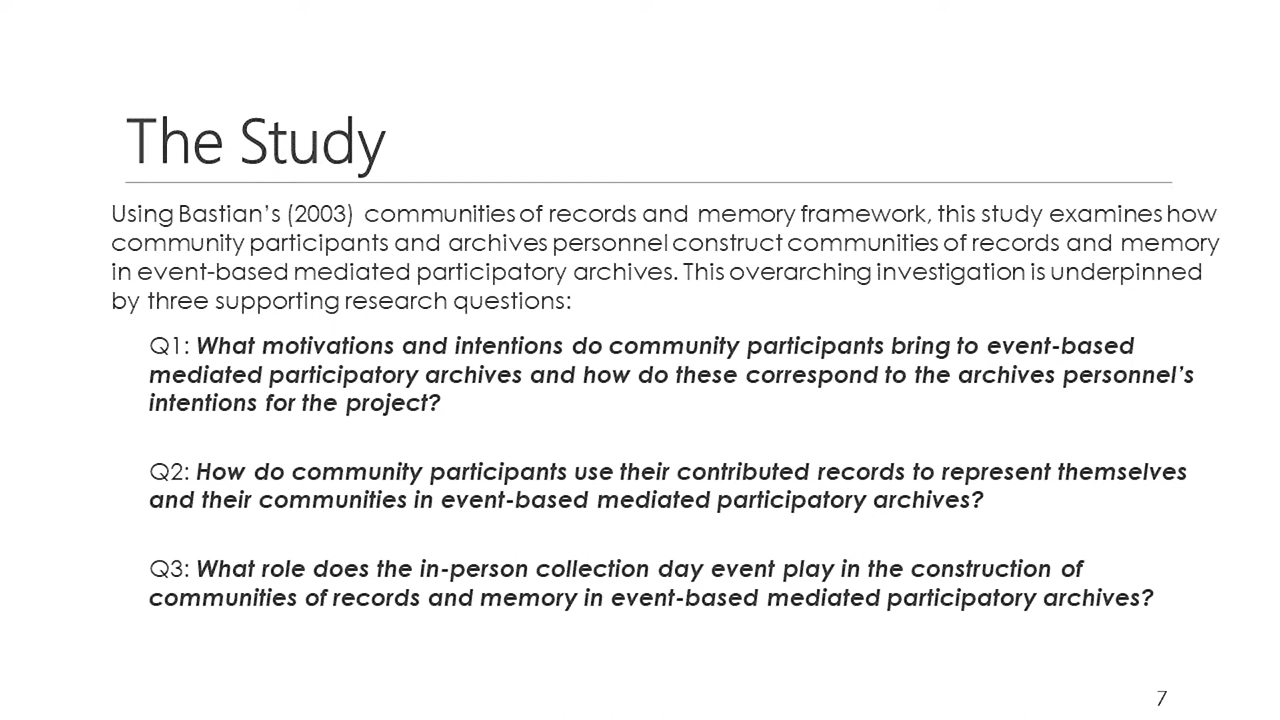 The Study
Using Bastian's (2003) communities of records and memory framework, this study examines how
community participants and archives personnel construct communities of records and memory
in event-based mediated participatory archives. This overarching investigation is underpinned
by three supporting research questions:
Q1: What motivations and intentions do community participants bring to event-based
mediated participatory archives and how do these correspond to the archives personnel's
intentions for the project?
Q2: How do community participants use their contributed records to represent themselves
and their communities in event-based mediated participatory archives?
Q3: What role does the in-person collection day event play in the construction of
communities of records and memory in event-based mediated participatory archives?
7